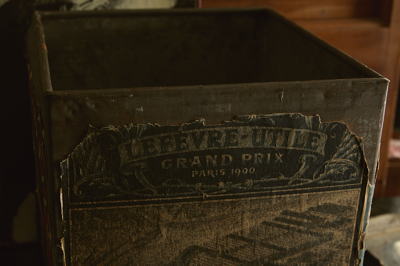 LEFEVRE-UTILE
GRAND PRIX
PARIS 1900